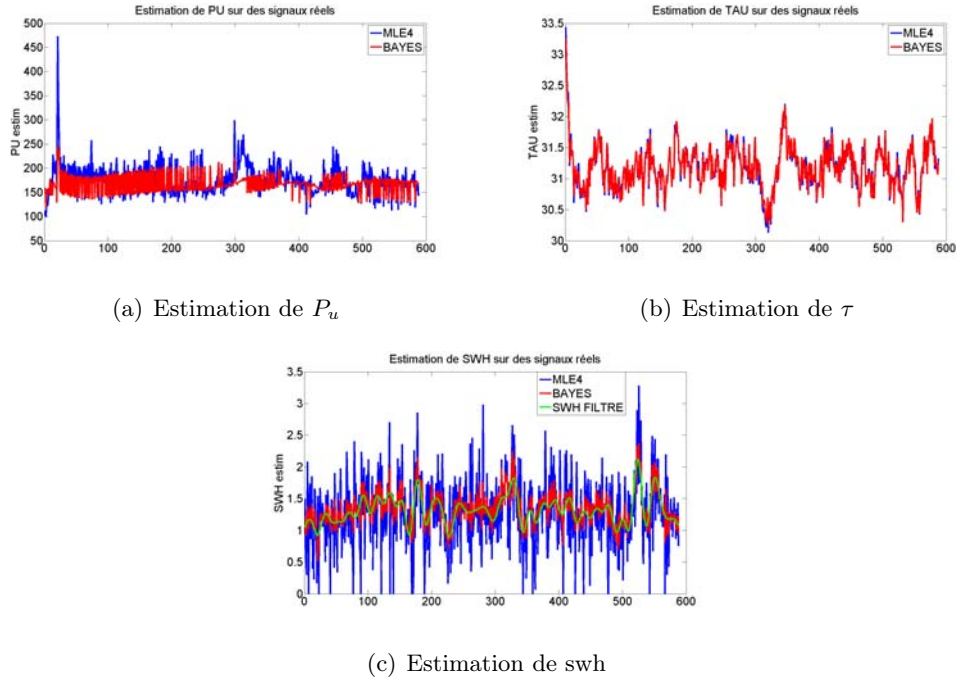 Estimation de PU sur des signaux réels
500
450
400
350
300
250
200
150
100
50
PU estim
MLE4
BAYES
0 100 200 300 400 500 600
(a) Estimation de P_u
Estimation de TAU sur des signaux réels
33.5
33
32.5
32
31.5
31
30.5
30
TAU estim
MLE4
BAYES
0 100 200 300 400 500 600
(b) Estimation de τ
Estimation de SWH sur des signaux réels
3.5
3
2.5
2
1.5
1
0.5
0
SWH estim
MLE4
BAYES
SWH FILTRE
0 100 200 300 400 500 600
(c) Estimation de swh